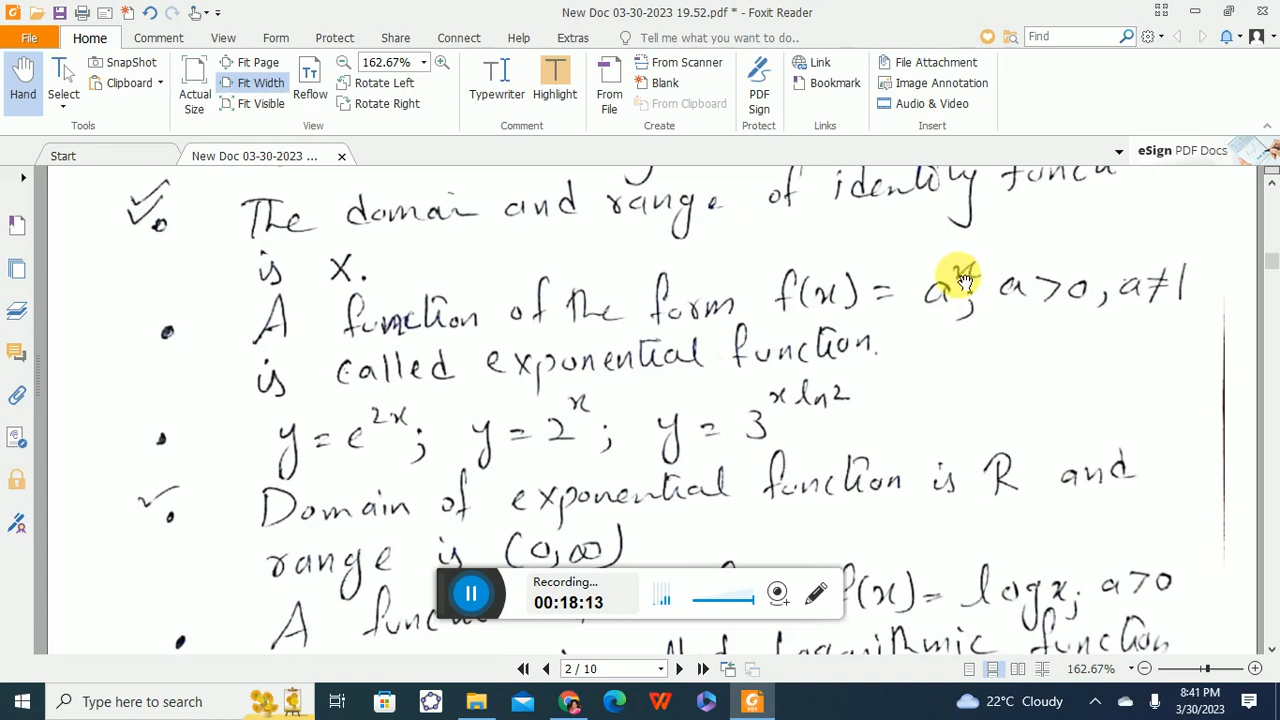 New Doc 03-30-2023 19.52.pdf * - Foxit Reader
File Home Comment View Form Protect Share Connect Help Extras Tell me what you want to do.. Find
Hand Select SnapShot Clipboard Actual Size Fit Page Fit Width Fit Visible Reflow 162.67% Rotate Left Rotate Right Typewriter Highlight From File From Scanner Blank From Clipboard PDF Sign Link Bookmark File Attachment Image Annotation Audio & Video
Tools View Comment Create Protect Links Insert
Start New Doc 03-30-2023 ... eSign PDF Docs
The domain and range of identity
is X.
A function of the form f(x) = a^x; a>0, a≠1
is called exponential function.
y = e^2x; y = 2^x; y = 3^x ln2
Domain of exponential function is R and
range is (0,∞)
A f(x) = log x; a>0
logarithmic function
Recording...
00:18:13
2 / 10 162.67%
Type here to search 22°C Cloudy 8:41 PM
3/30/2023